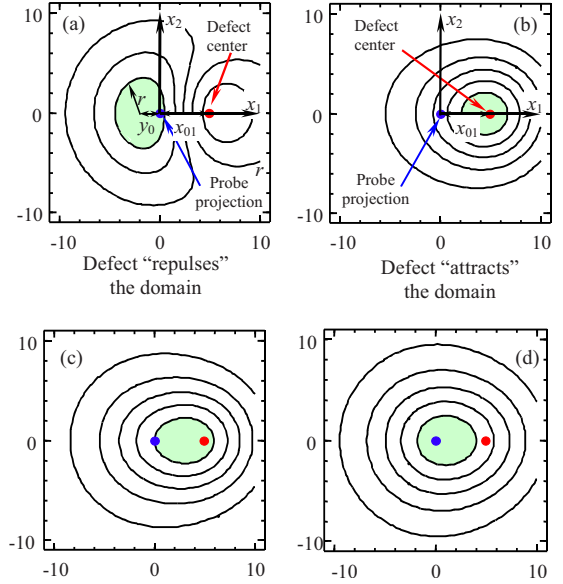 (a)
x2
Defect
center
10
r
0
x1
y0
x01
r
Probe
projection
-10
-10
0
10
Defect “repulses”
the domain
(b)
x2
Defect
center
10
0
x1
x01
Probe
projection
-10
-10
0
10
Defect “attracts”
the domain
(c)
10
0
-10
-10
0
10
(d)
10
0
-10
-10
0
10